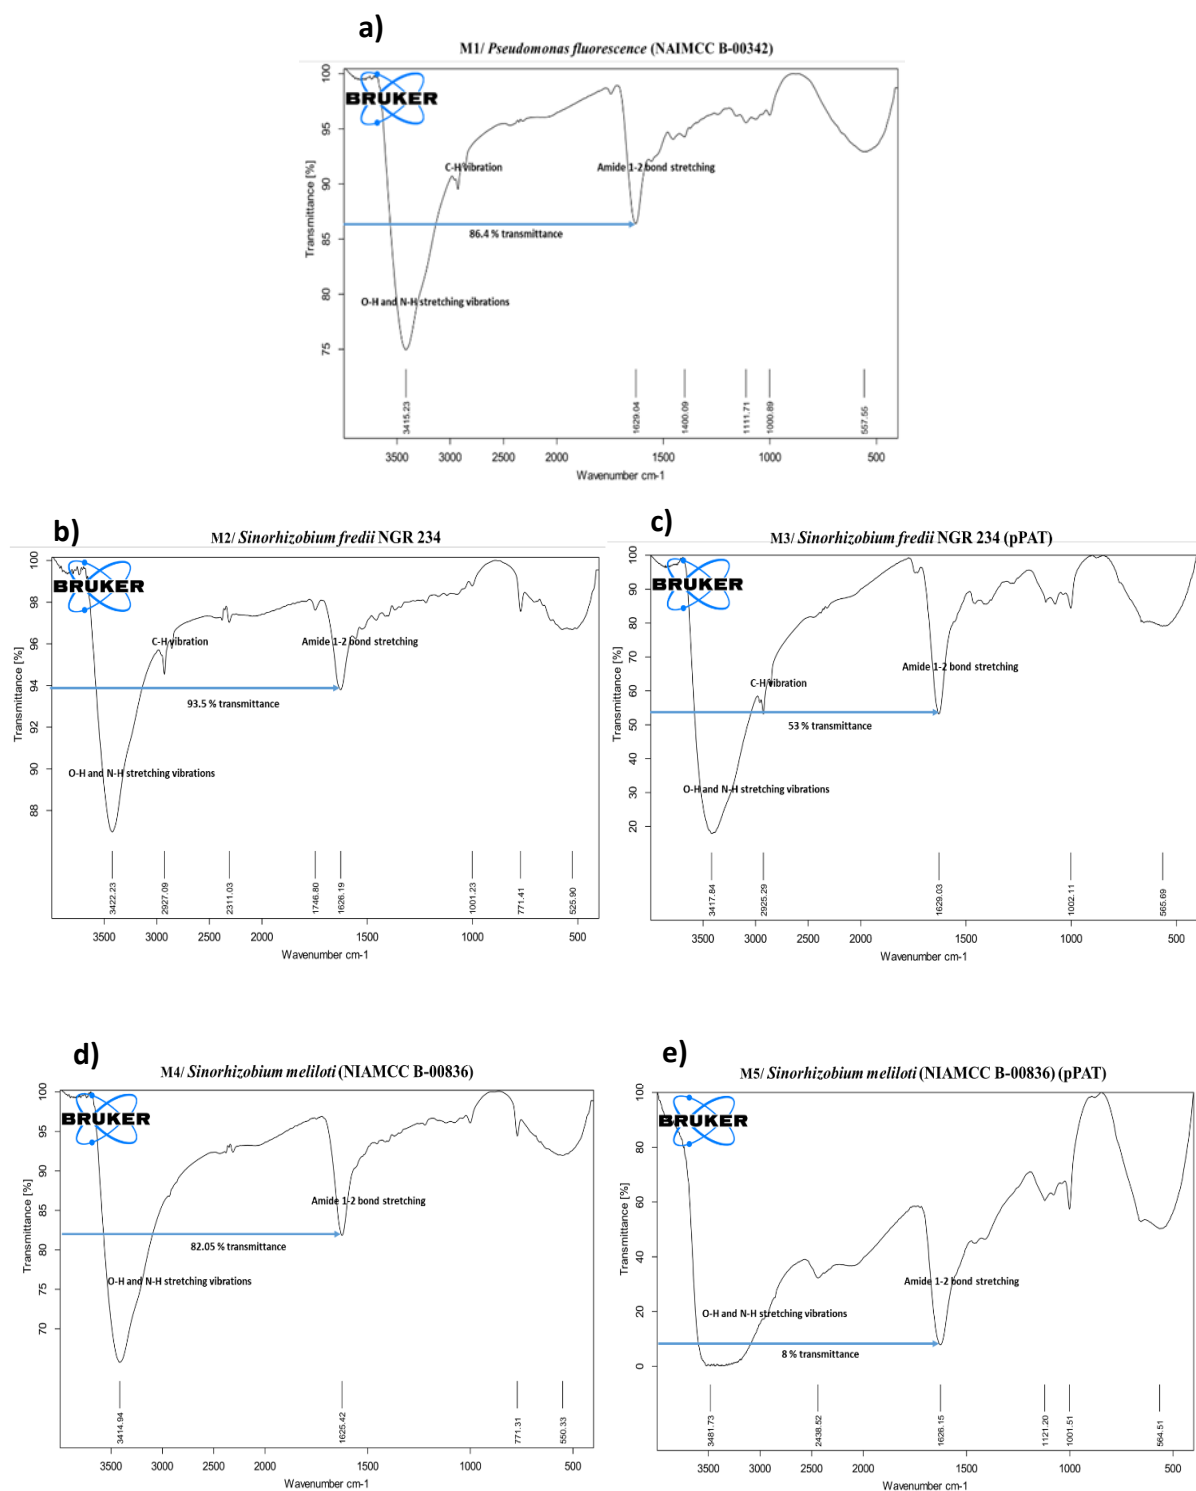 a)
M1/ Pseudomonas fluorescence (NAIMCC B-00342)
BRUKER
100
95
90
85
80
75
Transmittance [%]
C-H vibration
Amide 1-2 bond stretching
86.4 % transmittance
O-H and N-H stretching vibrations
3415.23
1629.04
1400.09
1111.71
1000.89
557.55
3500 3000 2500 2000 1500 1000 500
Wavenumber cm-1
b)
M2/ Sinorhizobium fredii NGR 234
BRUKER
100
98
96
94
92
90
88
Transmittance [%]
C-H vibration
Amide 1-2 bond stretching
93.5 % transmittance
O-H and N-H stretching vibrations
3422.23
2927.09
2311.03
1746.80
1626.19
1001.23
771.41
525.90
3500 3000 2500 2000 1500 1000 500
Wavenumber cm-1
c)
M3/ Sinorhizobium fredii NGR 234 (pPAT)
BRUKER
100
90
80
70
60
50
40
30
20
Transmittance [%]
Amide 1-2 bond stretching
C-H vibration
53 % transmittance
O-H and N-H stretching vibrations
3417.84
2925.29
1629.03
1002.11
565.69
3500 3000 2500 2000 1500 1000 500
Wavenumber cm-1
d)
M4/ Sinorhizobium meliloti (NIAMCC B-00836)
BRUKER
100
95
90
85
80
75
70
Transmittance [%]
Amide 1-2 bond stretching
82.05 % transmittance
O-H and N-H stretching vibrations
3414.94
1625.42
771.31
550.33
3500 3000 2500 2000 1500 1000 500
Wavenumber cm-1
e)
M5/ Sinorhizobium meliloti (NIAMCC B-00836) (pPAT)
BRUKER
100
80
60
40
20
0
Transmittance [%]
Amide 1-2 bond stretching
O-H and N-H stretching vibrations
8 % transmittance
3481.73
2438.52
1626.15
1121.20
1001.51
564.51
3500 3000 2500 2000 1500 1000 500
Wavenumber cm-1